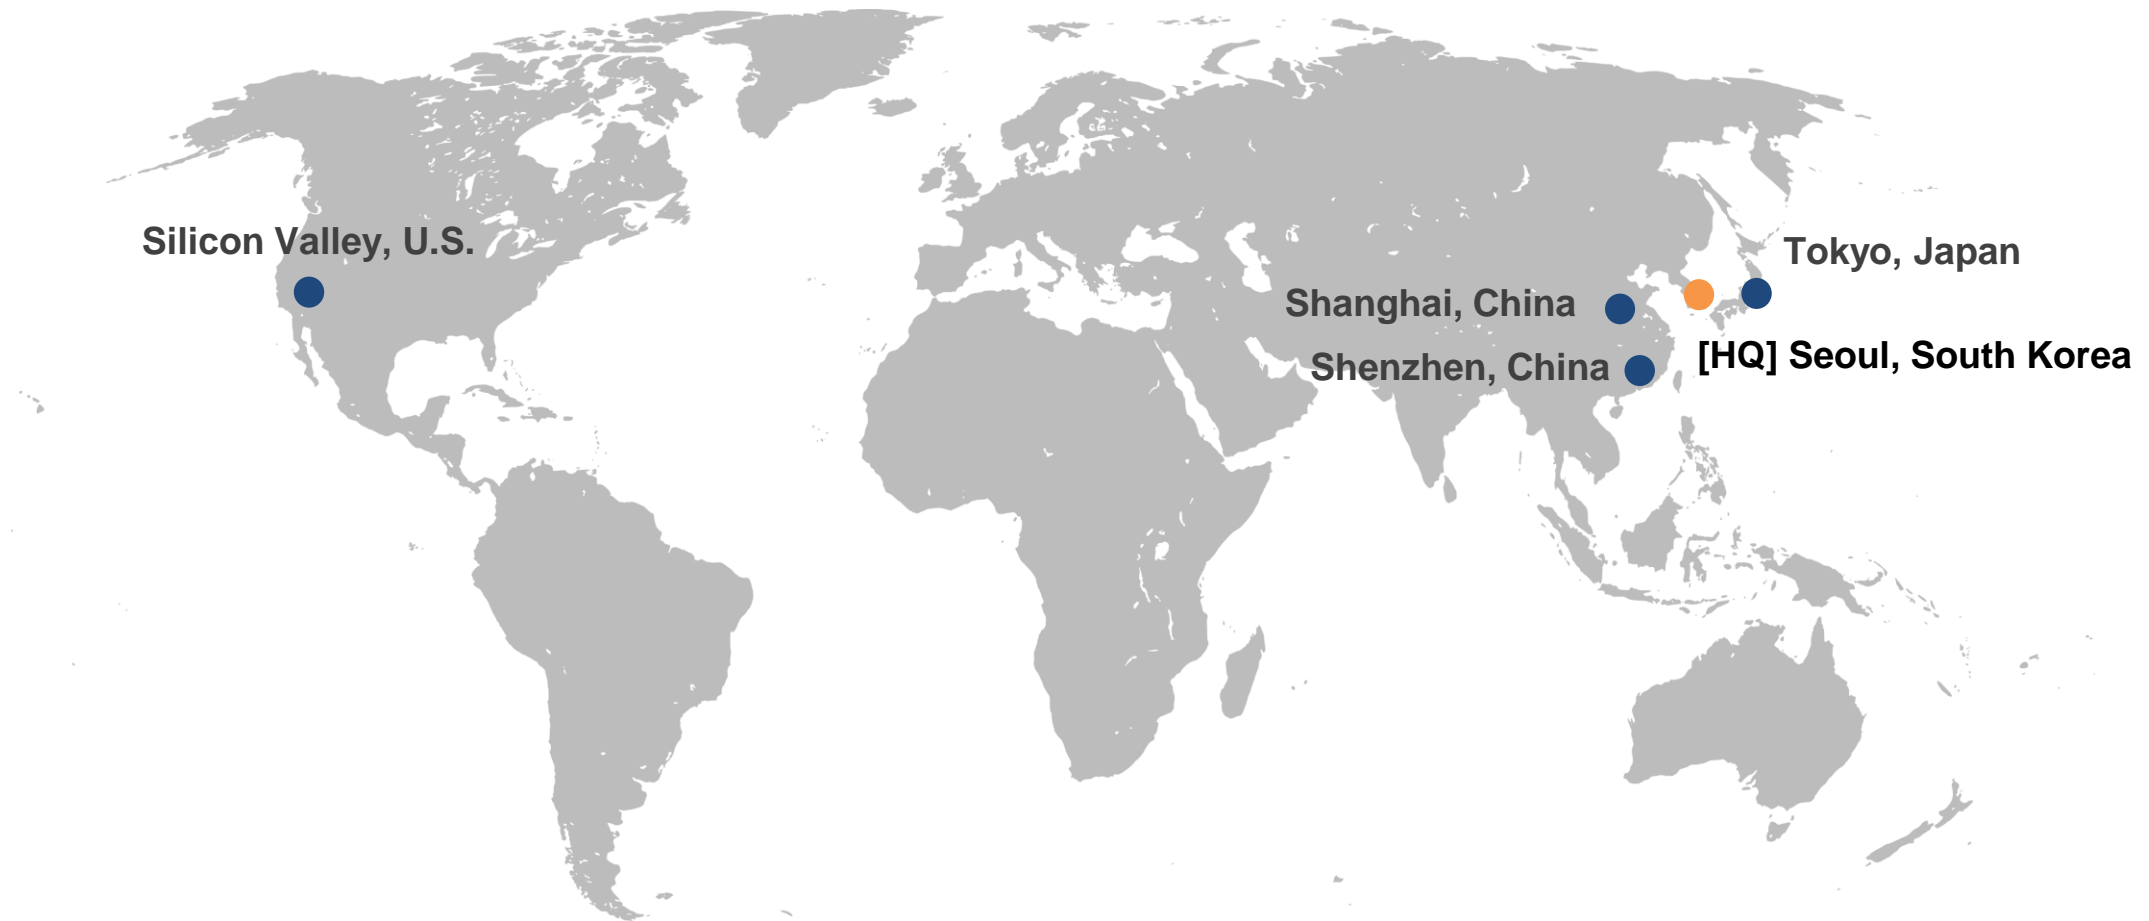 Silicon Valley, U.S.
Tokyo, Japan
Shanghai, China
[HQ] Seoul, South Korea
Shenzhen, China